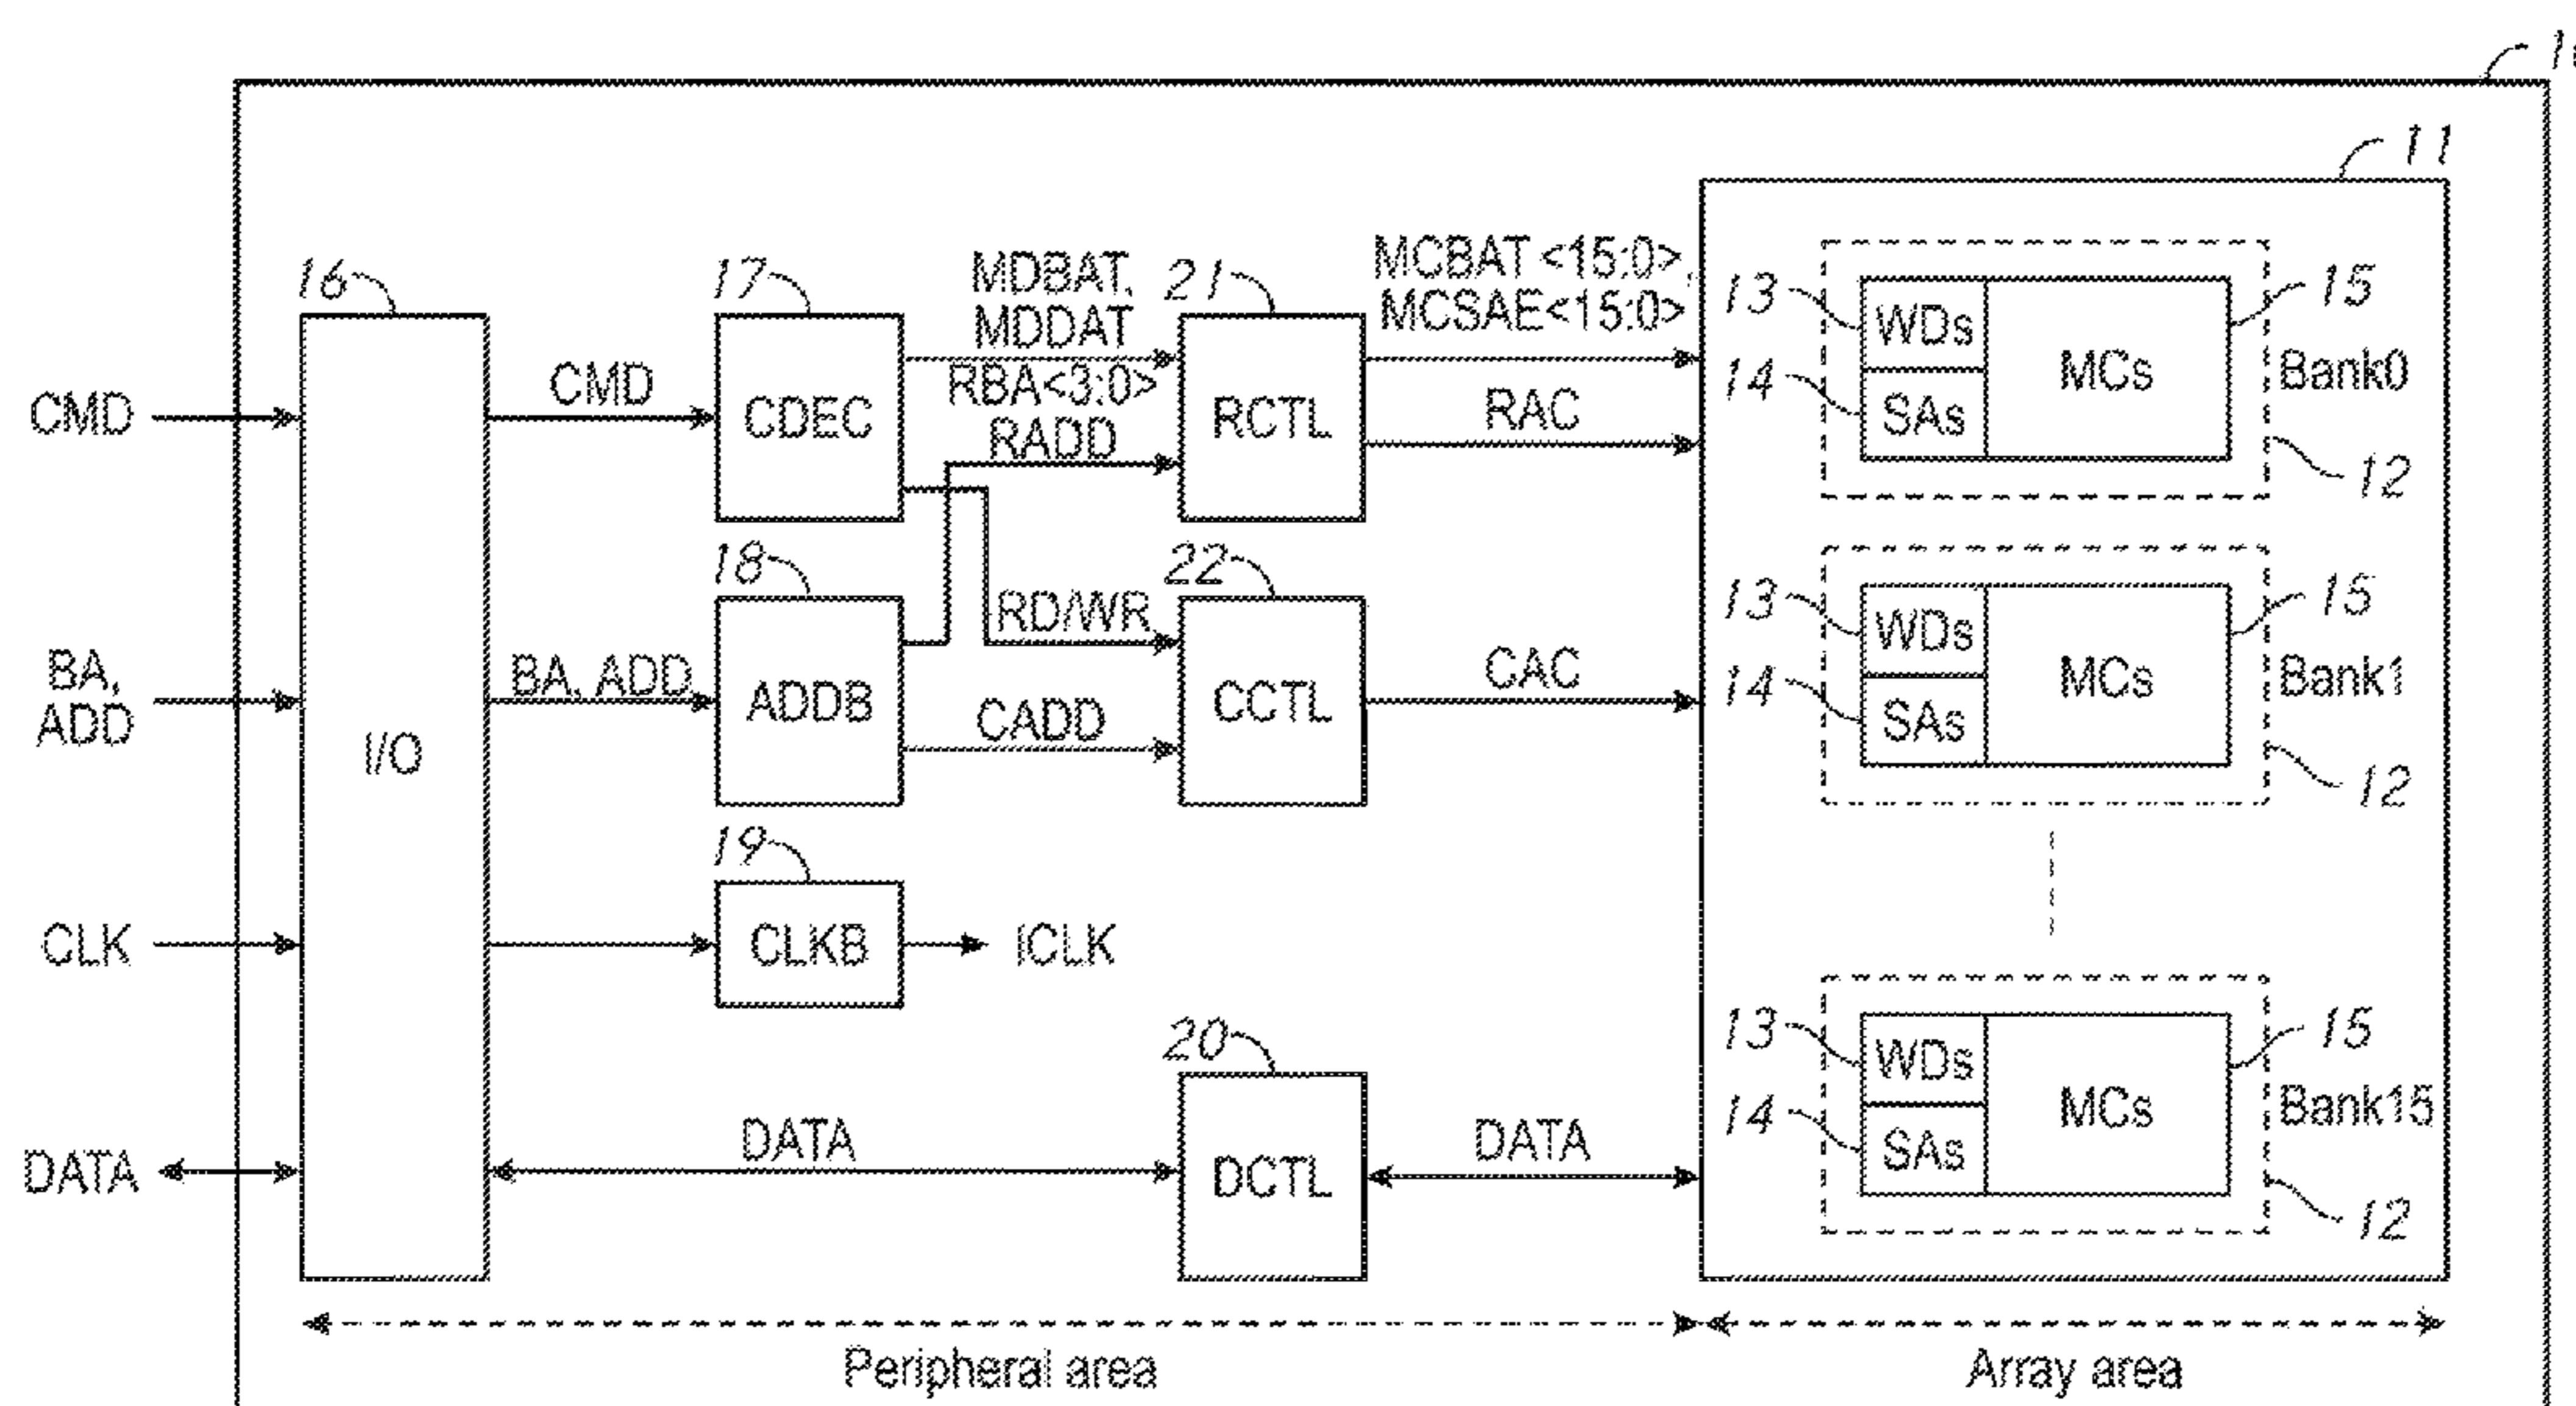 11
16
17
MDBAT,
MDDAT
21
MCBAT <15:0>,
MCSAE<15:0>
13
WDs
15
CMD
CMD
CDEC
RBA<3:0>
RADD
RCTL
RAC
14
SAs
MCs
Bank0
12
18
22
BA,
ADD
I/O
BA, ADD
ADDB
RD/WR
CADD
CCTL
CAC
13
WDs
15
14
SAs
MCs
Bank1
12
19
CLK
CLKB
ICLK
20
DATA
DATA
DCTL
DATA
13
WDs
15
14
SAs
MCs
Bank15
12
Peripheral area
Array area